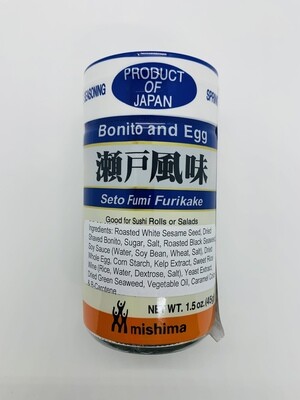 SEASONING
PRODUCT
OF
JAPAN
Bonito and Egg
瀬戸風味
Seto Fumi Furikake
Good for Sushi Rolls or Salads
Ingredients: Roasted White Sesame Seed, Dried
Shaved Bonito, Sugar, Salt, Roasted Black Seaweed,
Soy Sauce (Water, Soy Bean, Wheat, Salt), Dried
Whole Egg, Corn Starch, Kelp Extract, Sweet Rice
Wine (Rice, Water, Dextrose, Salt), Yeast Extract,
Dried Green Seaweed, Vegetable Oil, Caramel Color
& B-Carotene
NET WT. 1.5 oz. (45g)
mishima